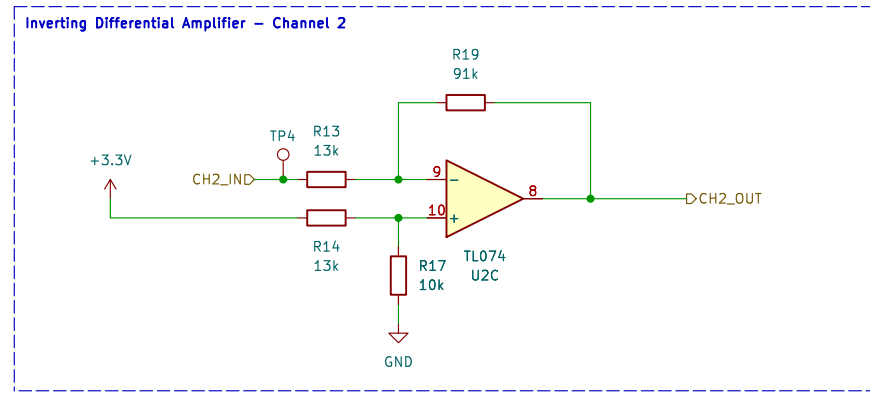 Inverting Differential Amplifier – Channel 2
R19
91k
TP4
R13
13k
+3.3V
CH2_IN
9
−
8
CH2_OUT
10
+
R14
13k
R17
10k
TL074
U2C
GND